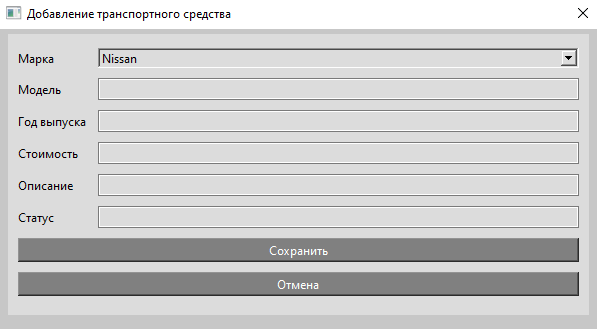 Добавление транспортного средства
Марка
Nissan
Модель
Год выпуска
Стоимость
Описание
Статус
Сохранить
Отмена